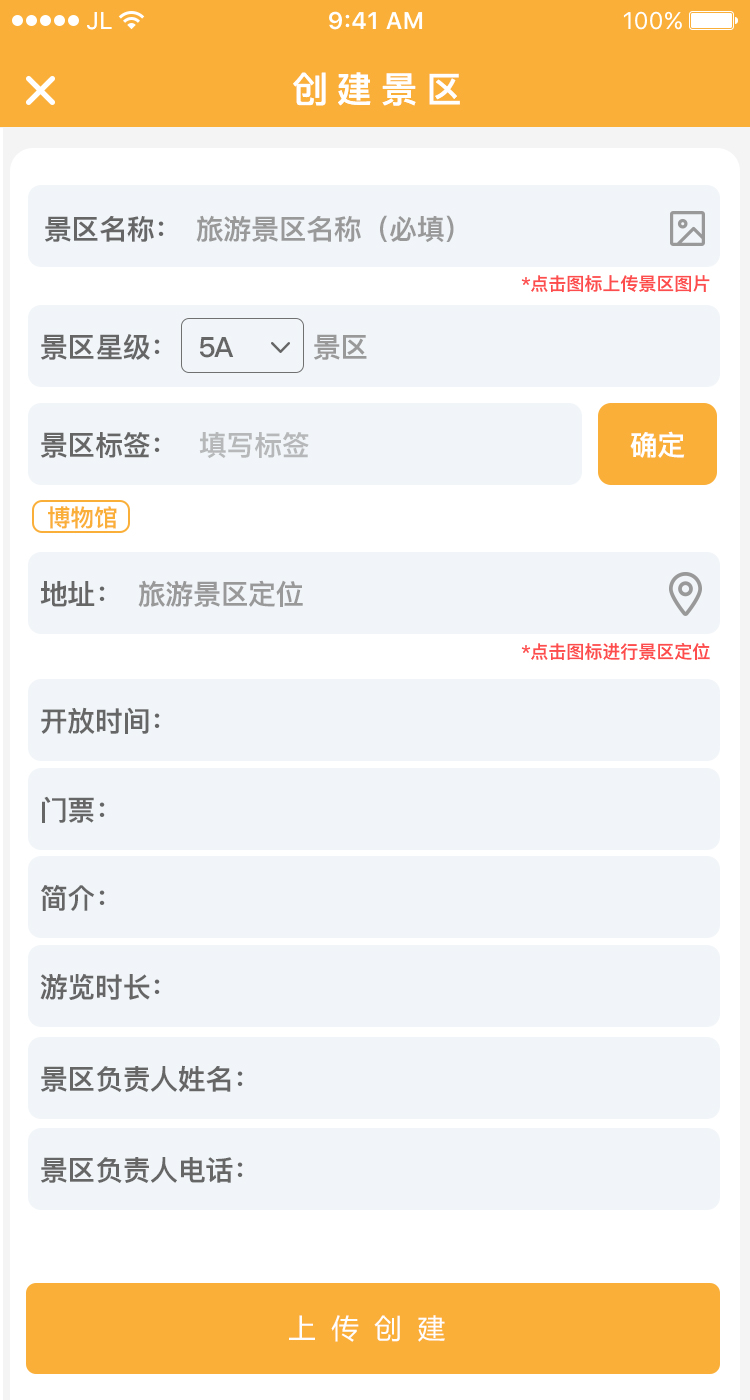 JL 9:41 AM 100%
创建景区
景区名称： 旅游景区名称（必填）
*点击图标上传景区图片
景区星级： 5A 景区
景区标签： 填写标签 确定
博物馆
地址： 旅游景区定位
*点击图标进行景区定位
开放时间：
门票：
简介：
游览时长：
景区负责人姓名：
景区负责人电话：
上传创建